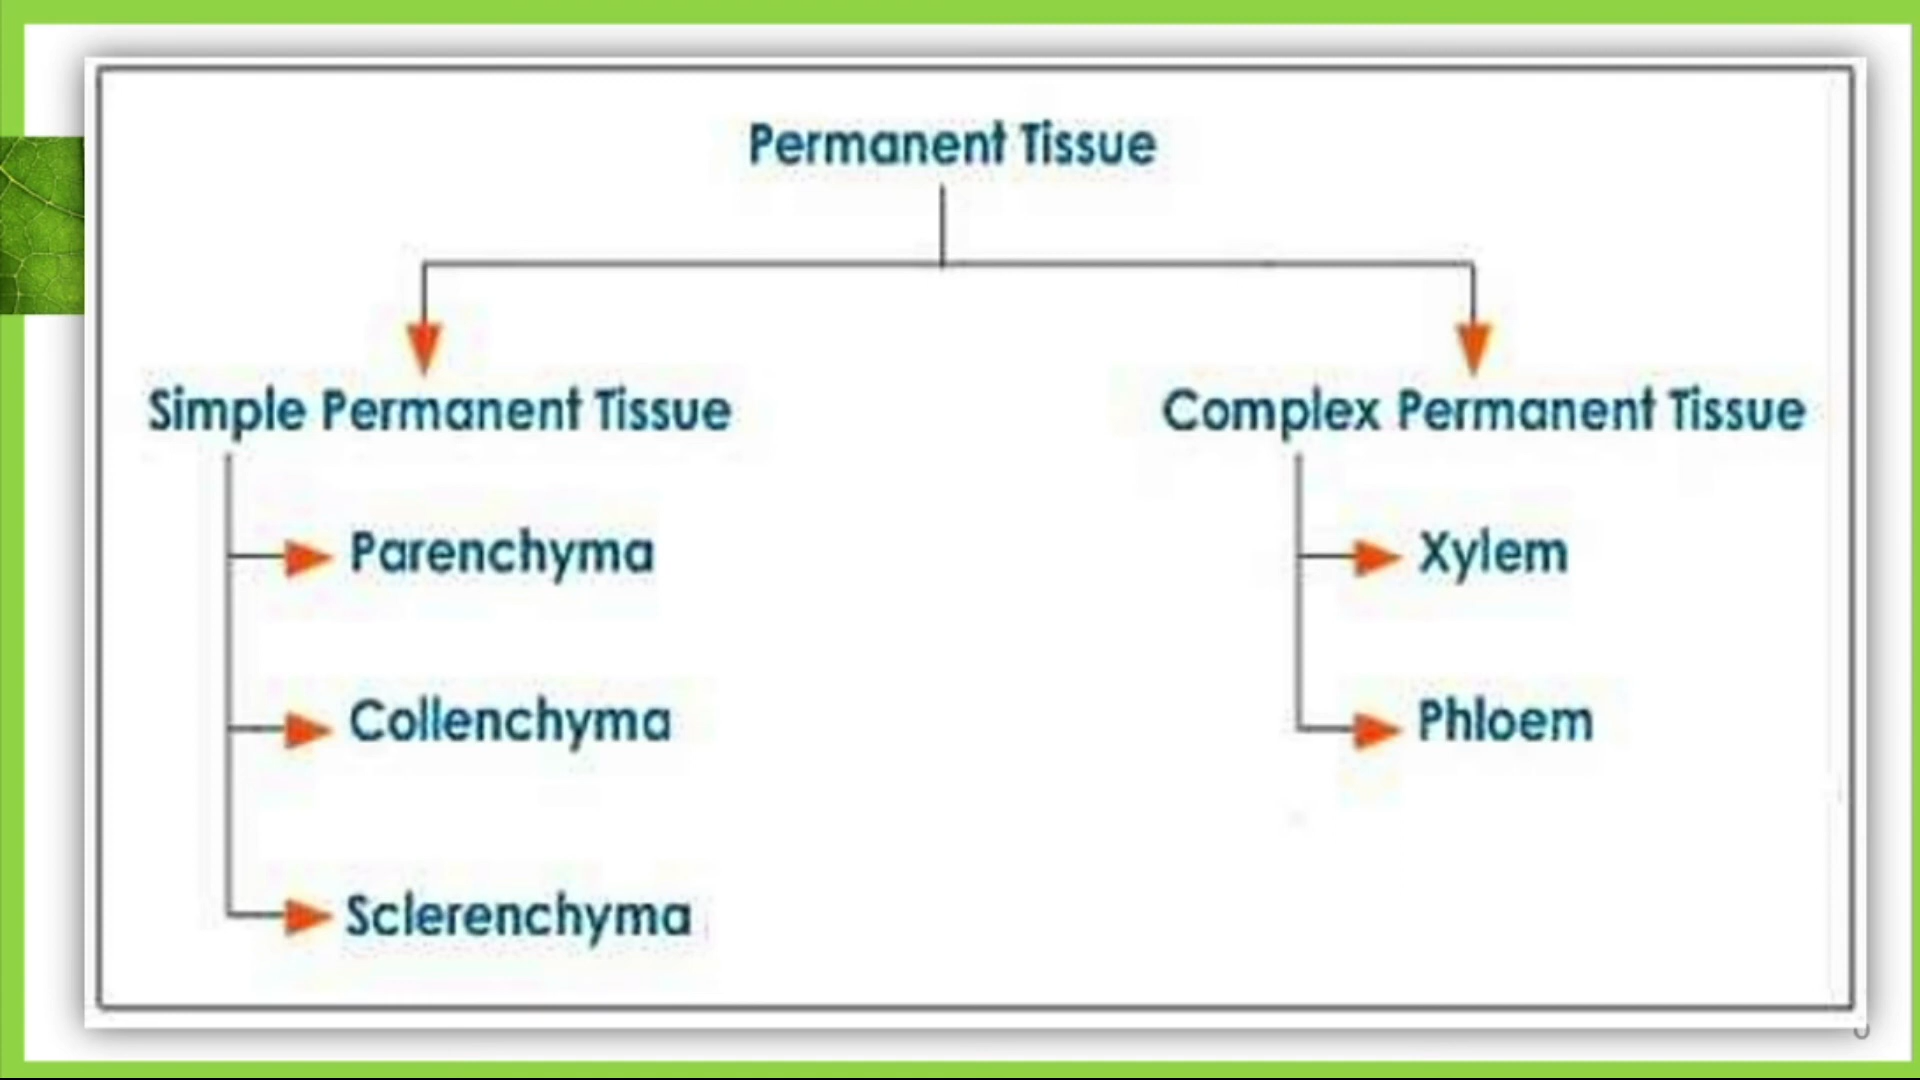 Permanent Tissue
Simple Permanent Tissue
Complex Permanent Tissue
Parenchyma
Xylem
Collenchyma
Phloem
Sclerenchyma